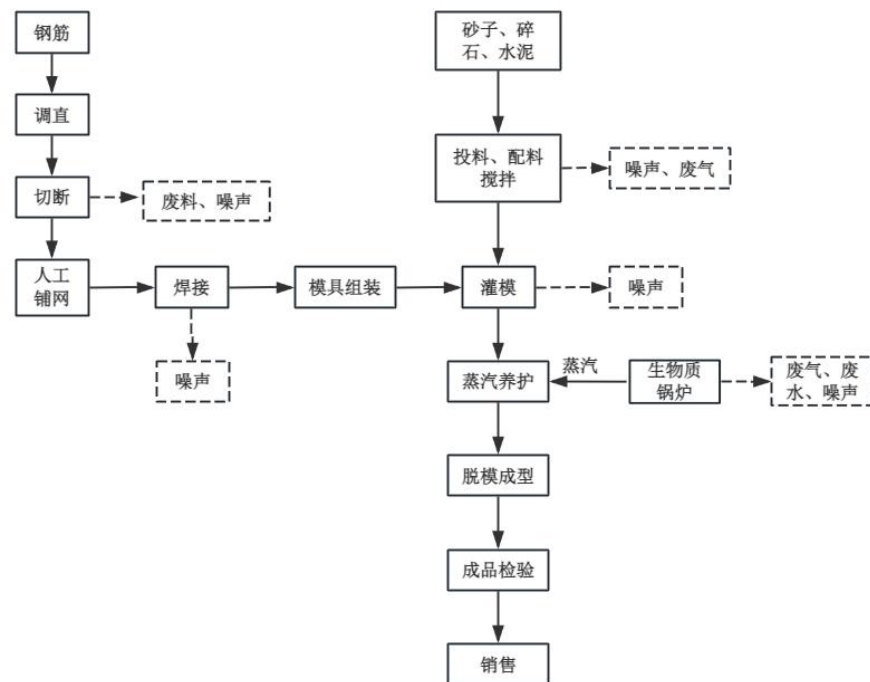 钢筋
调直
切断
废料、噪声
人工
铺网
焊接
噪声
模具组装
砂子、碎
石、水泥
投料、配料
搅拌
噪声、废气
灌模
噪声
蒸汽养护
蒸汽
生物质
锅炉
废气、废
水、噪声
脱模成型
成品检验
销售